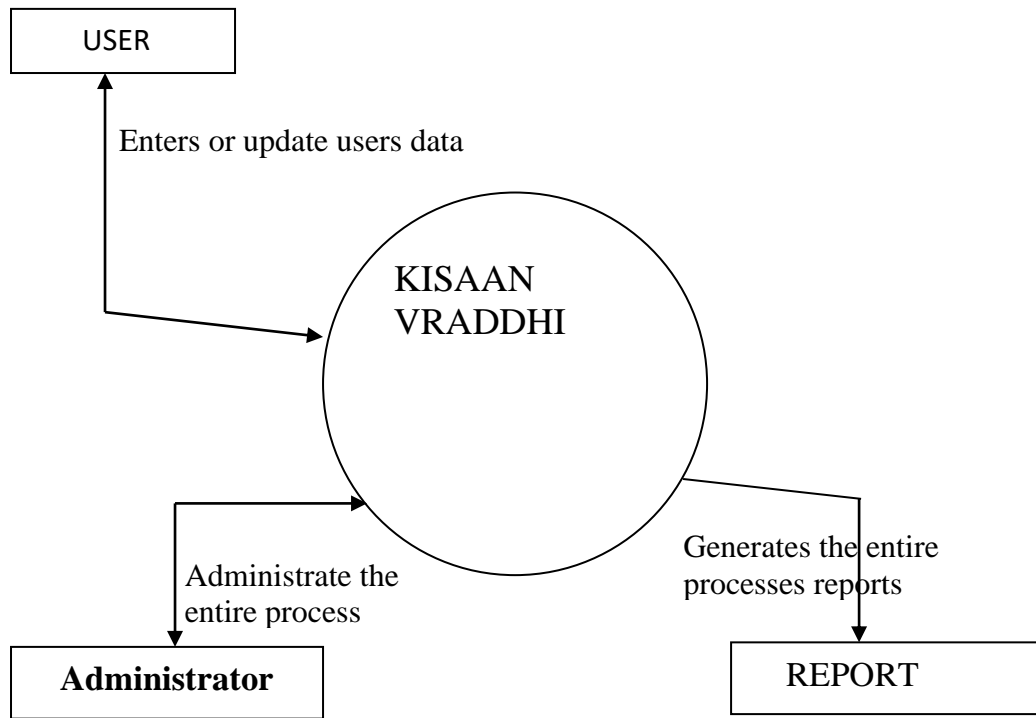 USER
Enters or update users data
KISAAN
VRADDHI
Administrate the
entire process
Generates the entire
processes reports
Administrator
REPORT